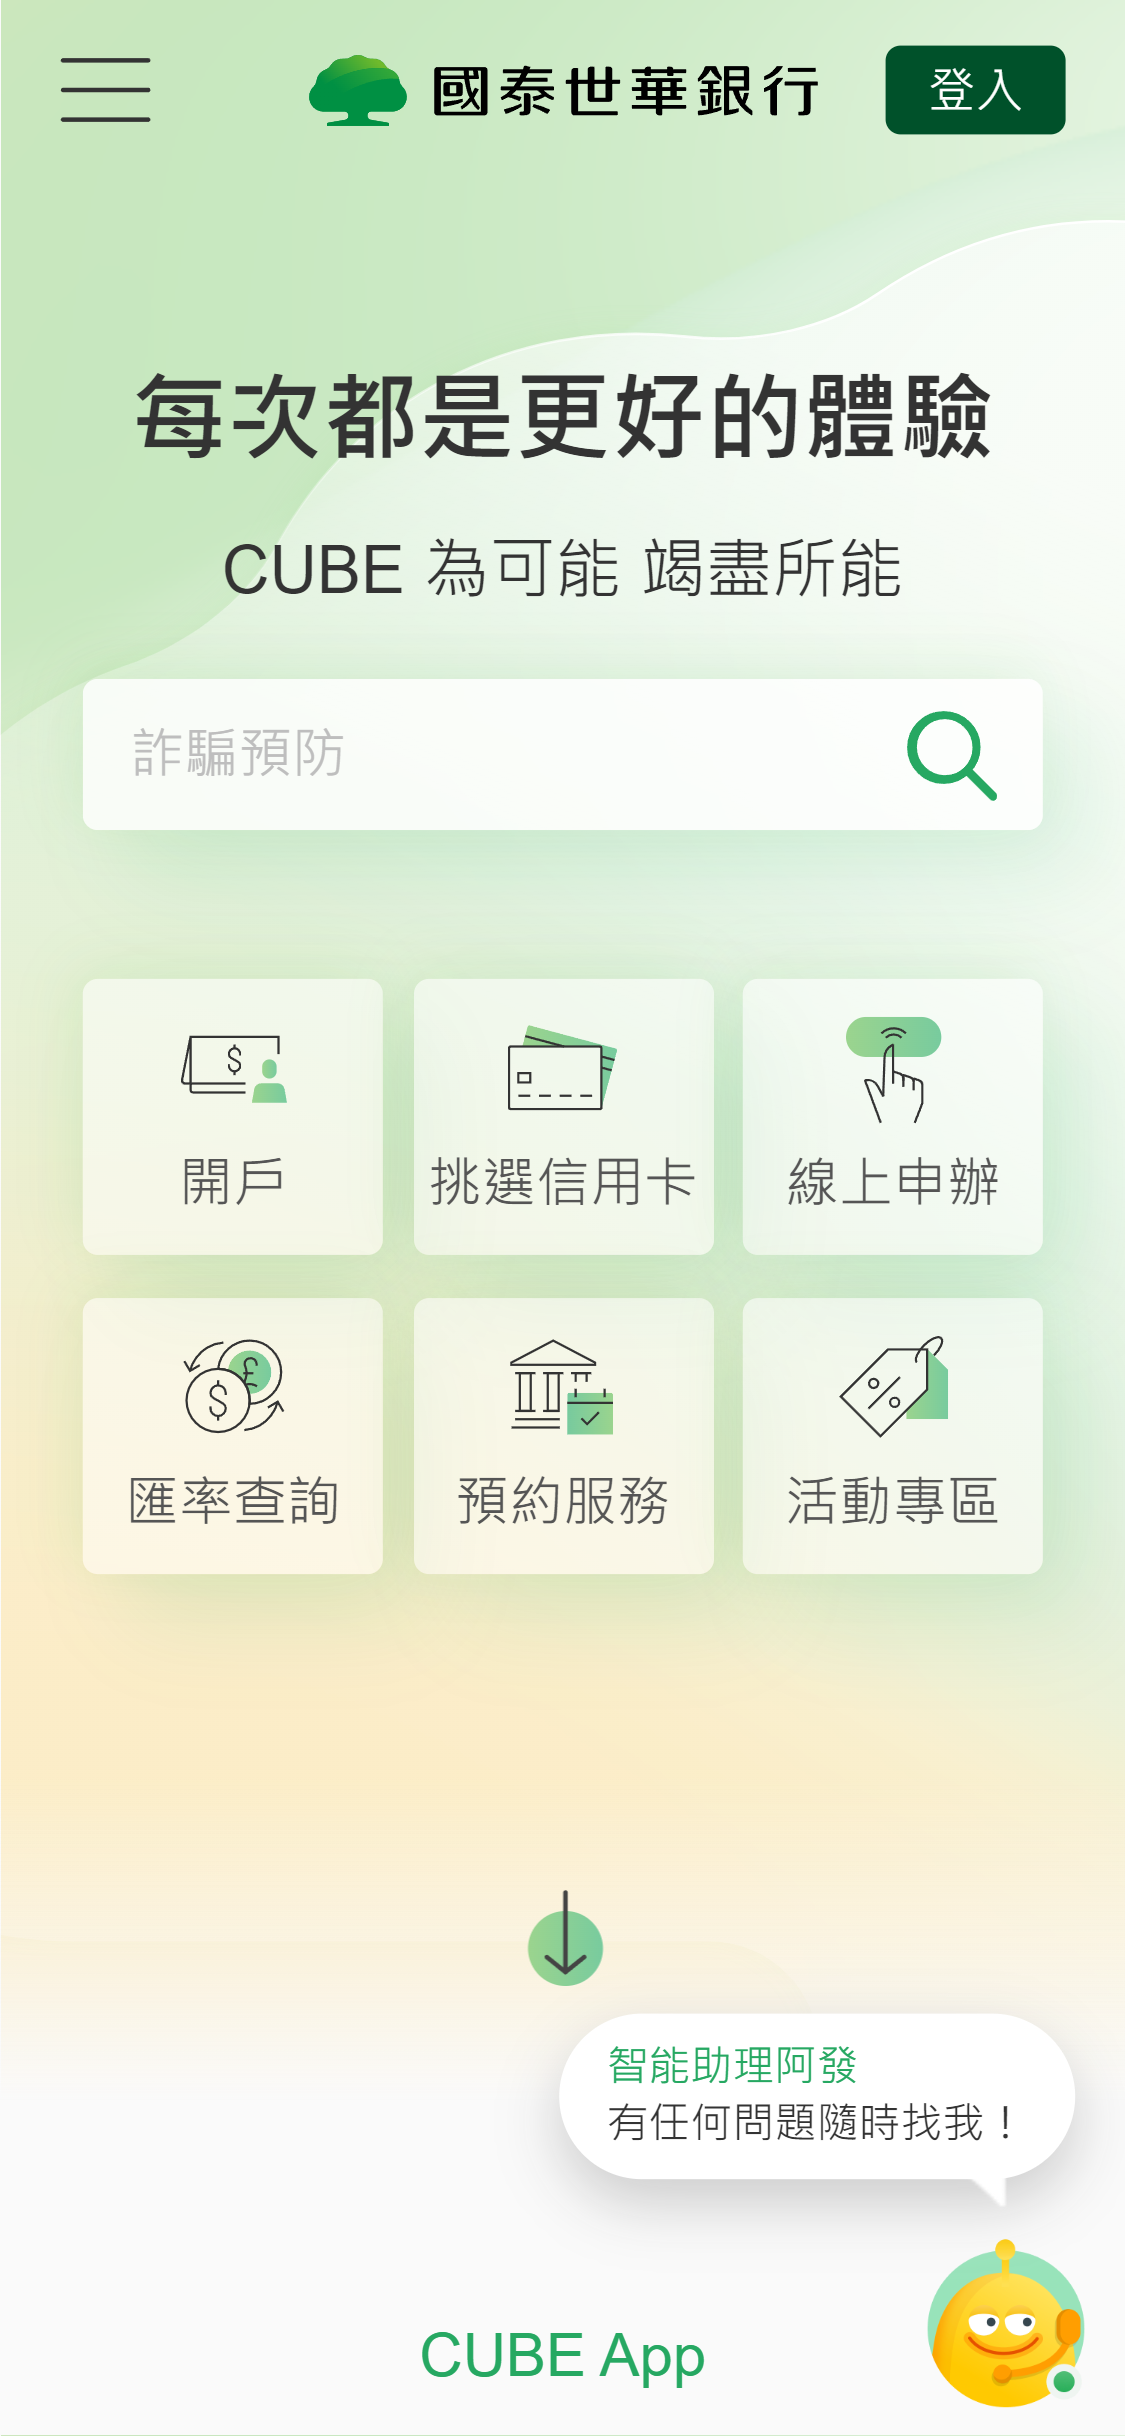 國泰世華銀行
登入
每次都是更好的體驗
CUBE 為可能 竭盡所能
詐騙預防
開戶
挑選信用卡
線上申辦
匯率查詢
預約服務
活動專區
智能助理阿發
有任何問題隨時找我！
CUBE App